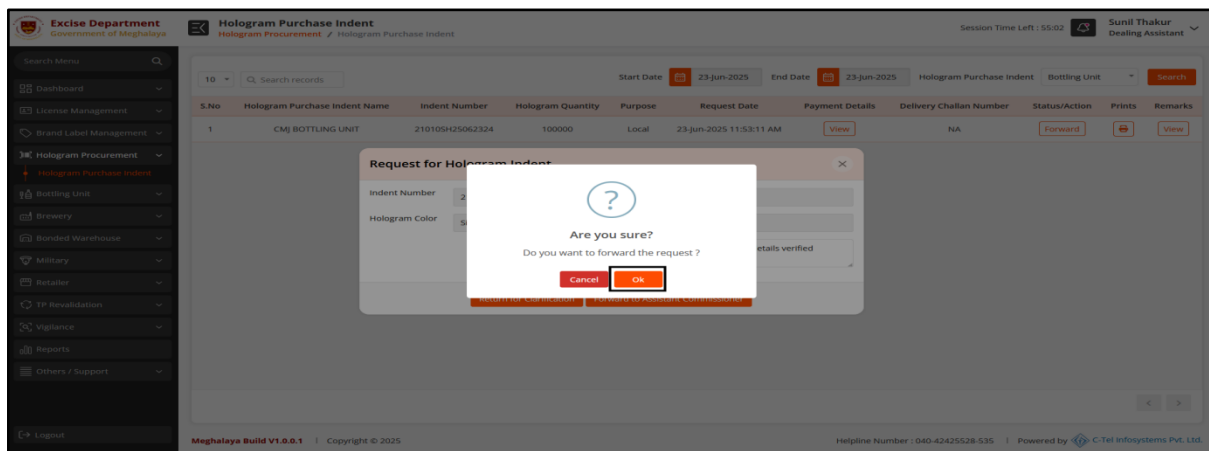 Excise Department
Government of Meghalaya
Hologram Purchase Indent
Hologram Procurement / Hologram Purchase Indent
Session Time Left : 55:02
Sunil Thakur
Dealing Assistant
Search Menu
Dashboard
License Management
Brand Label Management
Hologram Procurement
Hologram Purchase Indent
Bottling Unit
Brewery
Bonded Warehouse
Military
Retailer
TP Revalidation
Vigilance
Reports
Others / Support
Logout
10 Search records Start Date 23-Jun-2025 End Date 23-Jun-2025 Hologram Purchase Indent Bottling Unit Search
S.No Hologram Purchase Indent Name Indent Number Hologram Quantity Purpose Request Date Payment Details Delivery Challan Number Status/Action Prints Remarks
1 CMJ BOTTLING UNIT 210105H25062324 100000 Local 23-Jun-2025 11:53:11 AM View NA Forward View
Request for Hologram Indent
Indent Number 2
Hologram Color
etails verified
?
Are you sure?
Do you want to forward the request ?
Cancel Ok
Return for Clarification Forward to Assistant Commissioner
Meghalaya Build V1.0.0.1 | Copyright © 2025
Helpline Number : 040-42425528-535 | Powered by C-Tel Infosystems Pvt. Ltd.